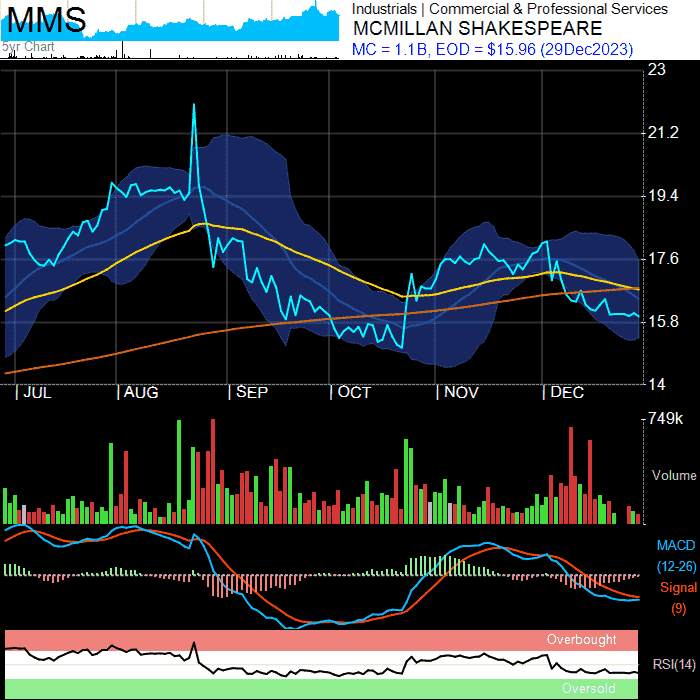 MMS
5yr Chart
Industrials | Commercial & Professional Services
MCMILLAN SHAKESPEARE
MC = 1.1B, EOD = $15.96 (29Dec2023)
23
21.2
19.4
17.6
15.8
14
| JUL | AUG | SEP | OCT | NOV | DEC
749k
Volume
MACD
(12-26)
Signal
(9)
Overbought
RSI(14)
Oversold